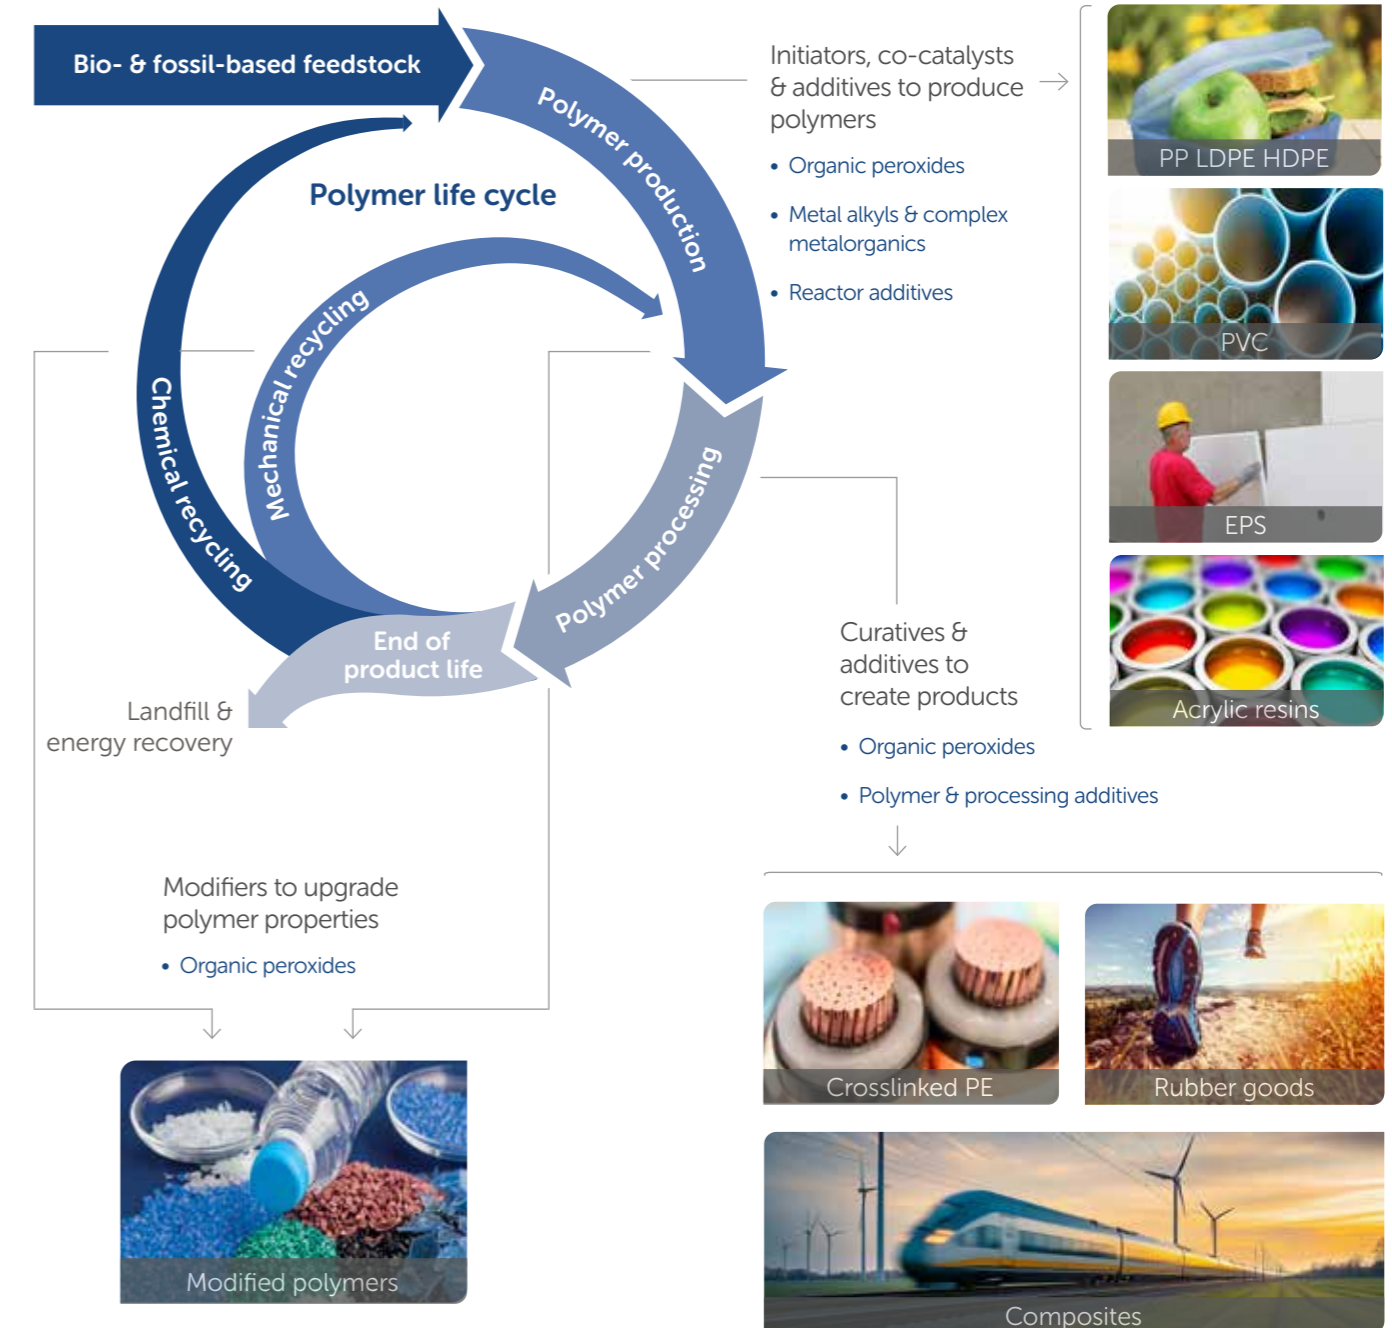 Bio- & fossil-based feedstock
Polymer production
Polymer life cycle
Mechanical recycling
Chemical recycling
Polymer processing
End of
product life
Landfill &
energy recovery
Initiators, co-catalysts
& additives to produce
polymers
• Organic peroxides
• Metal alkyls & complex
metalorganics
• Reactor additives
PP LDPE HDPE
PVC
EPS
Acrylic resins
Curatives &
additives to
create products
• Organic peroxides
• Polymer & processing additives
Modifiers to upgrade
polymer properties
• Organic peroxides
Modified polymers
Crosslinked PE
Rubber goods
Composites